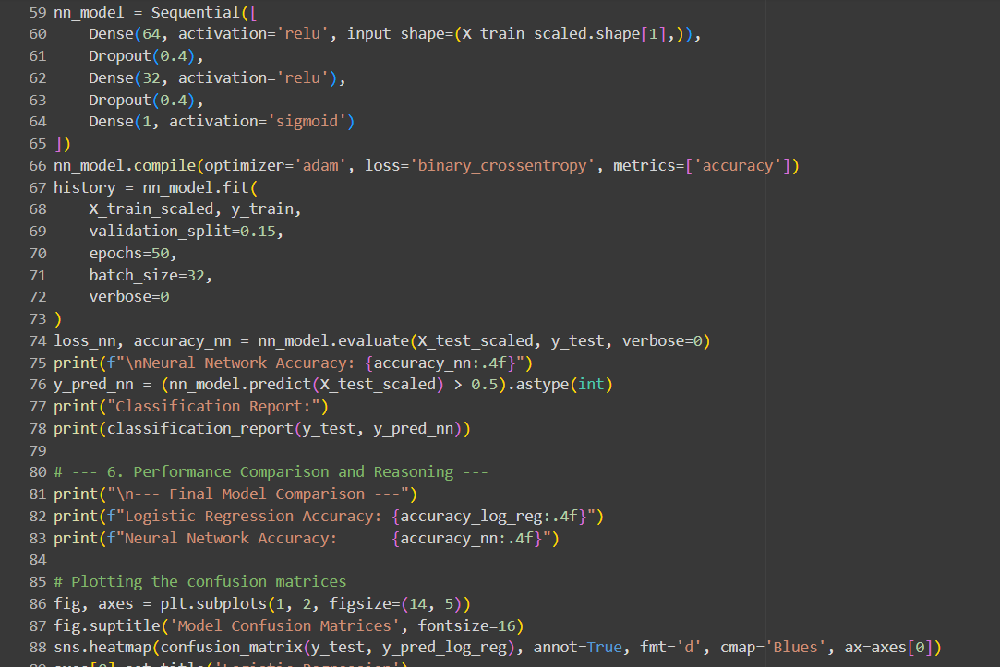 59 nn_model = Sequential([
60     Dense(64, activation='relu', input_shape=(X_train_scaled.shape[1],)),
61     Dropout(0.4),
62     Dense(32, activation='relu'),
63     Dropout(0.4),
64     Dense(1, activation='sigmoid')
65 ])
66 nn_model.compile(optimizer='adam', loss='binary_crossentropy', metrics=['accuracy'])
67 history = nn_model.fit(
68     X_train_scaled, y_train,
69     validation_split=0.15,
70     epochs=50,
71     batch_size=32,
72     verbose=0
73 )
74 loss_nn, accuracy_nn = nn_model.evaluate(X_test_scaled, y_test, verbose=0)
75 print(f"\nNeural Network Accuracy: {accuracy_nn:.4f}")
76 y_pred_nn = (nn_model.predict(X_test_scaled) > 0.5).astype(int)
77 print("Classification Report:")
78 print(classification_report(y_test, y_pred_nn))
79
80 # --- 6. Performance Comparison and Reasoning ---
81 print("\n--- Final Model Comparison ---")
82 print(f"Logistic Regression Accuracy: {accuracy_log_reg:.4f}")
83 print(f"Neural Network Accuracy:      {accuracy_nn:.4f}")
84
85 # Plotting the confusion matrices
86 fig, axes = plt.subplots(1, 2, figsize=(14, 5))
87 fig.suptitle('Model Confusion Matrices', fontsize=16)
88 sns.heatmap(confusion_matrix(y_test, y_pred_log_reg), annot=True, fmt='d', cmap='Blues', ax=axes[0])